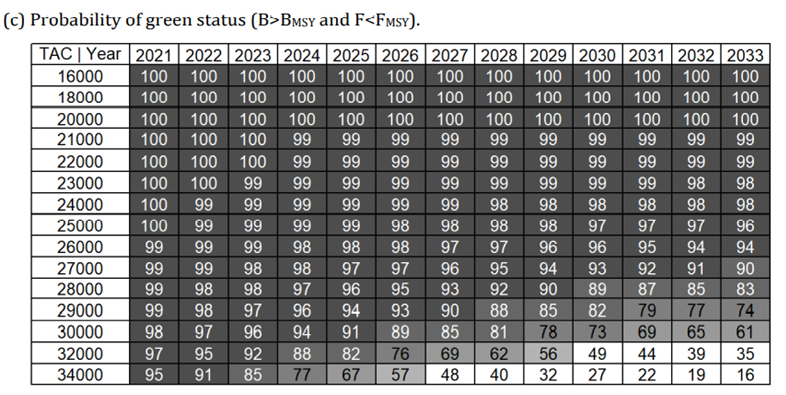 (c) Probability of green status (B>BMSY and F<FMSY).
TAC | Year 2021 2022 2023 2024 2025 2026 2027 2028 2029 2030 2031 2032 2033
16000 100 100 100 100 100 100 100 100 100 100 100 100 100
18000 100 100 100 100 100 100 100 100 100 100 100 100 100
20000 100 100 100 100 100 100 100 100 100 100 100 100 100
21000 100 100 100 99 99 99 99 99 99 99 99 99 99
22000 100 100 100 99 99 99 99 99 99 99 99 99 99
23000 100 100 99 99 99 99 99 99 99 99 99 98 98
24000 100 99 99 99 99 99 99 98 98 98 98 98 98
25000 100 99 99 99 99 98 98 98 98 97 97 97 96
26000 99 99 99 98 98 98 97 97 96 96 95 94 94
27000 99 99 98 98 97 97 96 95 94 93 92 91 90
28000 99 98 98 97 96 95 93 92 90 89 87 85 83
29000 99 98 97 96 94 93 90 88 85 82 79 77 74
30000 98 97 96 94 91 89 85 81 78 73 69 65 61
32000 97 95 92 88 82 76 69 62 56 49 44 39 35
34000 95 91 85 77 67 57 48 40 32 27 22 19 16